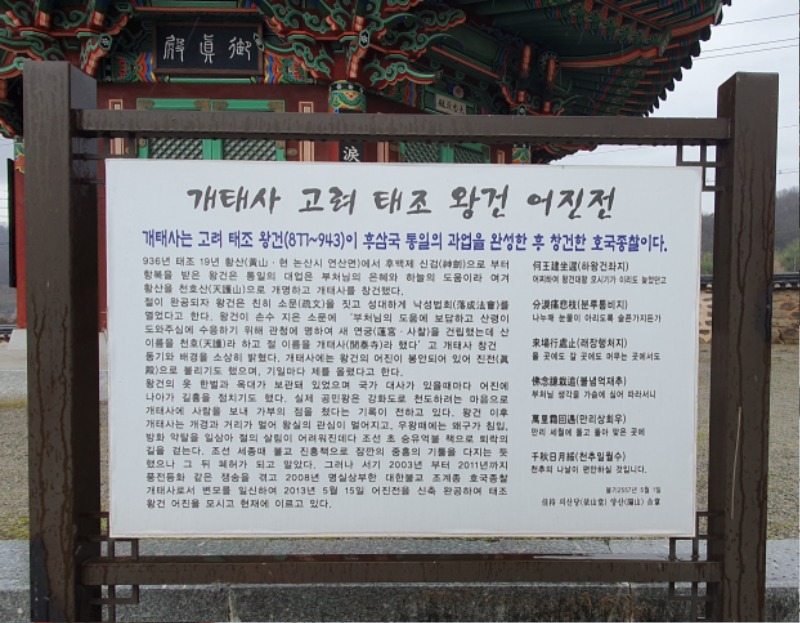 御眞殿
개태사 고려 태조 왕건 어진전
개태사는 고려 태조 왕건(877~943)이 후삼국 통일의 과업을 완성한 후 창건한 호국종찰이다.
936년 태조 19년 황산(黃山·현 논산시 연산면)에서 후백제 신검(神劍)으로 부터
항복을 받은 왕건은 통일의 대업은 부처님의 은혜와 하늘의 도움이라 여겨
황산을 천호산(天護山)으로 개명하고 개태사를 창건했다.
절이 완공되자 왕건은 친히 소문(疏文)을 짓고 성대하게 낙성법회(落成法會)를
열었다고 한다. 왕건이 손수 지은 소문에 '부처님의 도움에 보답하고 산령이
도와주심에 수응하기 위해 관청에 명하여 새 연궁(蓮宮·사찰)을 건립했는데 산
이름을 천호(天護)라 하고 절 이름을 개태사(開泰寺)라 했다' 고 개태사 창건
동기와 배경을 소상히 밝혔다. 개태사에는 왕건의 어진이 봉안되어 있어 진전(眞
殿)으로 불리기도 했으며, 기일마다 제를 올렸다고 한다.
왕건의 옷 한벌과 옥대가 보관돼 있었으며 국가 대사가 있을때마다 어진에
나아가 길흉을 점치기도 했다. 실제 공민왕은 강화도로 천도하려는 마음으로
개태사에 사람을 보내 가부의 점을 쳤다는 기록이 전하고 있다. 왕건 이후
개태사는 개경과 거리가 멀어 왕실의 관심이 멀어지고, 우왕때에는 왜구가 침입,
방화 약탈을 일삼아 절의 살림이 어려워진데다 조선 초 숭유억불 책으로 퇴락의
길을 걷는다. 조선 세종때 불교 진흥책으로 잠깐의 중흥의 기틀을 다지는 듯
했으나 그 뒤 폐허가 되고 말았다. 그러나 서기 2003년 부터 2011년까지
풍전등화 같은 쟁송을 겪고 2008년 명실상부한 대한불교 조계종 호국종찰
개태사로서 변모를 일신하여 2013년 5월 15일 어진전을 신축 완공하여 태조
왕건 어진을 모시고 현재에 이르고 있다.
何王建坐遲(하왕건좌지)
어찌하여 왕건대왕 모시기가 이리도 늦었던고
分淚痛悲枝(분루통비지)
나누매 눈물이 아리도록 슬픈가지든가
來場行處止(래장행처지)
올 곳에도 갈 곳에도 머무는 곳에서도
佛念 (불념억재추)
부처님 생각을 가슴에 실어 따라서니
萬里霜回遇(만리상회우)
만리 세월에 돌고 돌아 맞은 곳에
千秋日月綏(천추일월수)
천추의 나날이 편안하실 것입니다.
불기2557년 5월 1일
住持 山堂( 山堂) 양산(陽山) 合掌